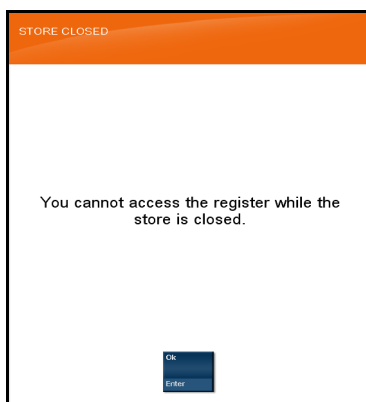 STORE CLOSED
You cannot access the register while the
store is closed.
Ok
Enter